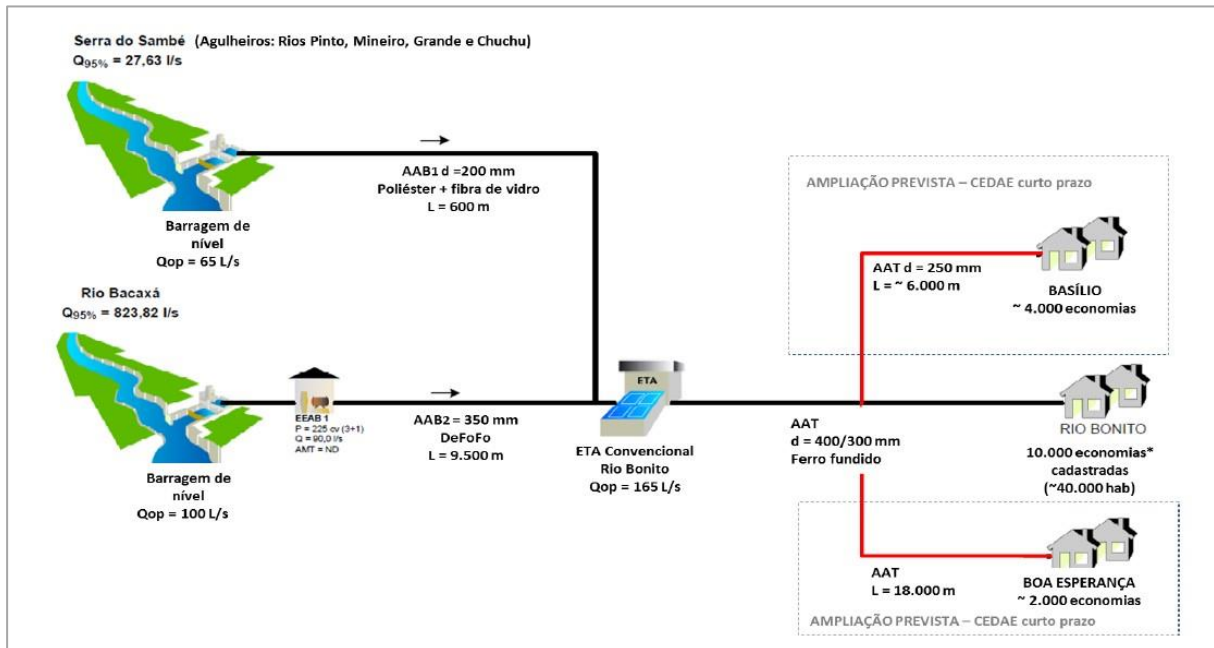 Serra do Sambé (Agulheiros: Rios Pinto, Mineiro, Grande e Chuchu)
Q95% = 27,63 l/s
AAB1 d =200 mm
Poliéster + fibra de vidro
L = 600 m
Barragem de
nível
Qop = 65 L/s
Rio Bacaxá
Q95% = 823,82 l/s
EEAB 1
P = 225 cv (3+1)
Q = 90,0 l/s
AMT = ND
AAB2 = 350 mm
DeFoFo
L = 9.500 m
Barragem de
nível
Qop = 100 L/s
ETA
ETA Convencional
Rio Bonito
Qop = 165 L/s
AMPLIAÇÃO PREVISTA – CEDAE curto prazo
AAT d = 250 mm
L = ~ 6.000 m
BASÍLIO
~ 4.000 economias
AAT
d = 400/300 mm
Ferro fundido
RIO BONITO
10.000 economias*
cadastradas
(~40.000 hab)
AAT
L = 18.000 m
BOA ESPERANÇA
~ 2.000 economias
AMPLIAÇÃO PREVISTA – CEDAE curto prazo